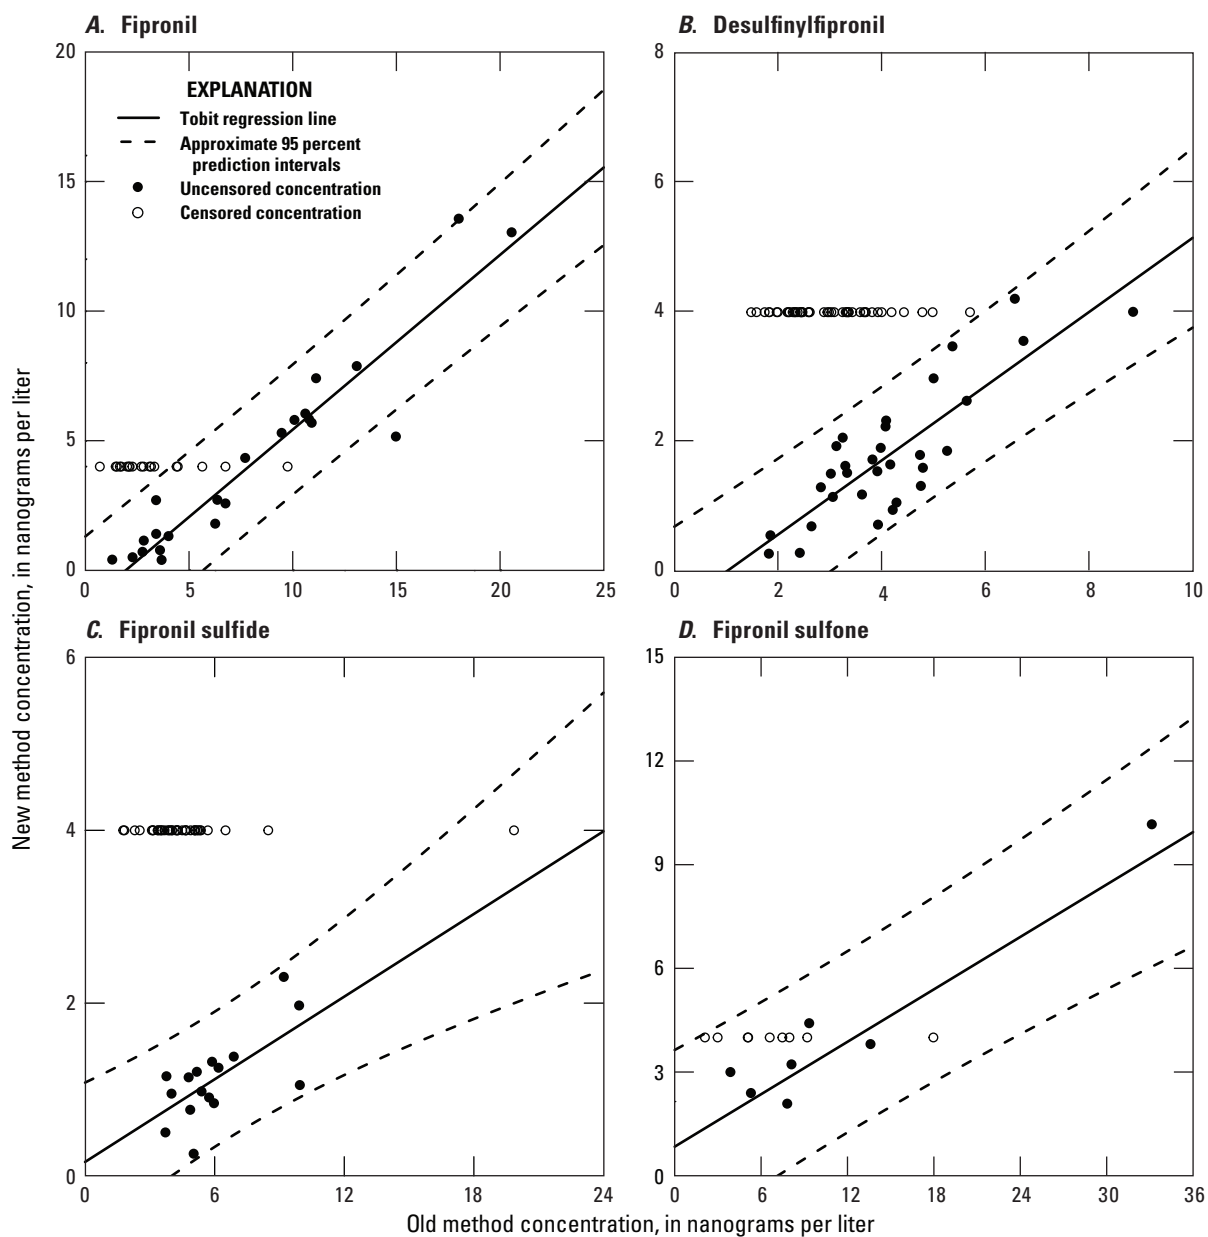 A. Fipronil
B. Desulfinylfipronil
20
15
10
5
0
0 5 10 15 20 25
EXPLANATION
Tobit regression line
Approximate 95 percent
prediction intervals
Uncensored concentration
Censored concentration
8
6
4
2
0
0 2 4 6 8 10
New method concentration, in nanograms per liter
C. Fipronil sulfide
D. Fipronil sulfone
6
4
2
0
0 6 12 18 24
15
12
9
6
3
0
0 6 12 18 24 30 36
Old method concentration, in nanograms per liter